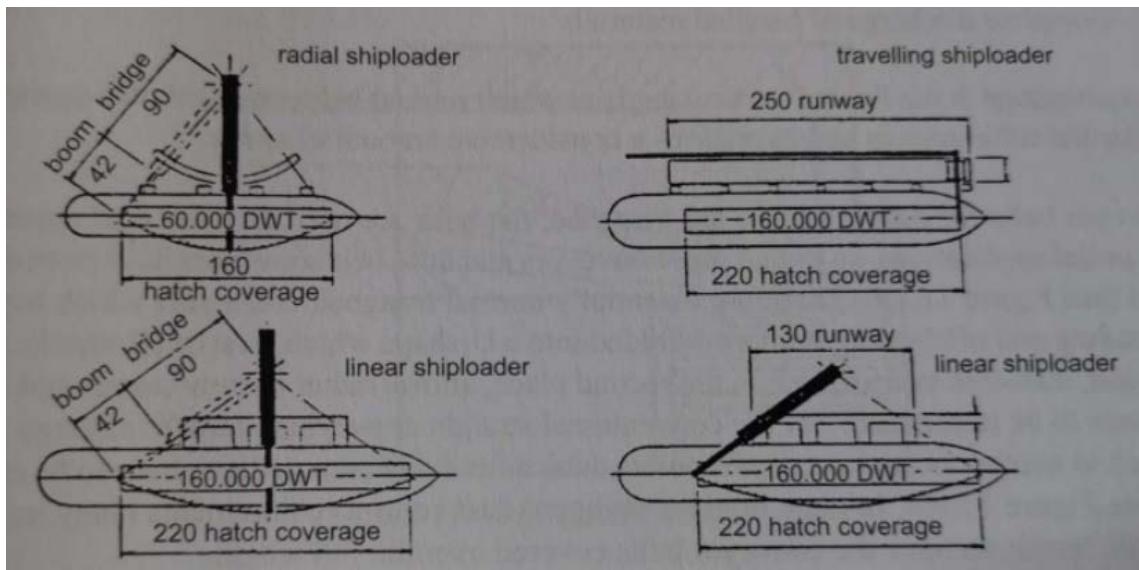 radial shiploader
bridge
90
boom
42
60.000 DWT
160
hatch coverage
travelling shiploader
250 runway
160.000 DWT
220 hatch coverage
linear shiploader
bridge
90
boom
42
160.000 DWT
220 hatch coverage
130 runway
linear shiploader
160.000 DWT
220 hatch coverage